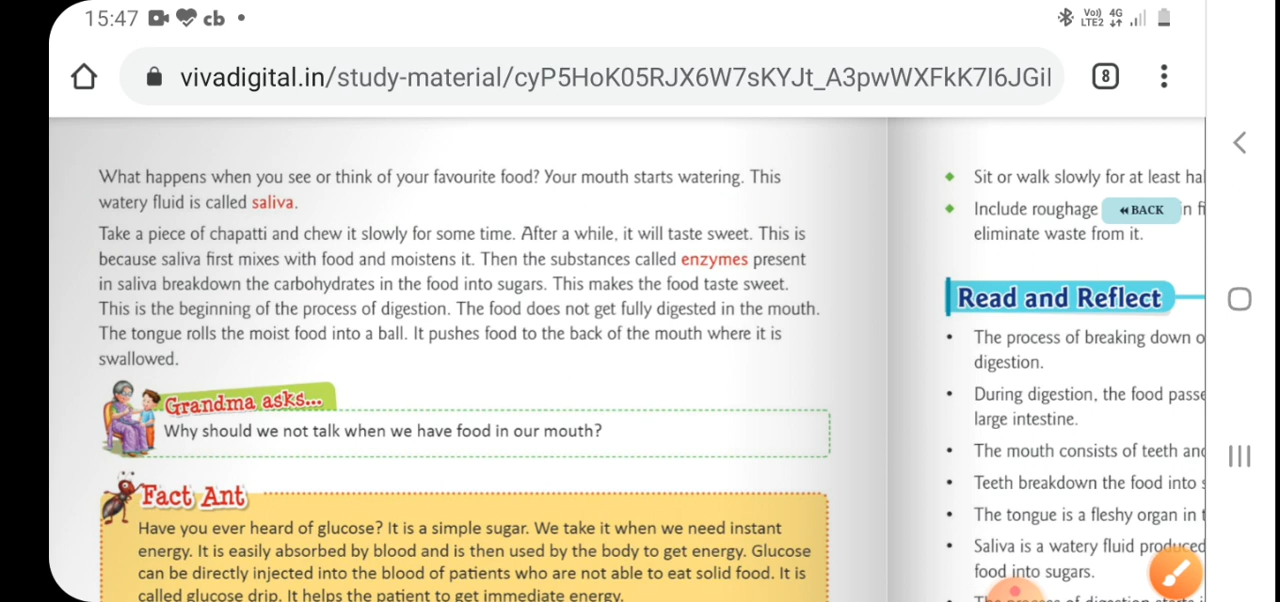 15:47 cb •
Vo)) 4G
LTE2
vivadigital.in/study-material/cyP5HoK05RJX6W7sKYJt_A3pwWXFkK7I6JGil
8
What happens when you see or think of your favourite food? Your mouth starts watering. This
watery fluid is called saliva.
Take a piece of chapatti and chew it slowly for some time. After a while, it will taste sweet. This is
because saliva first mixes with food and moistens it. Then the substances called enzymes present
in saliva breakdown the carbohydrates in the food into sugars. This makes the food taste sweet.
This is the beginning of the process of digestion. The food does not get fully digested in the mouth.
The tongue rolls the moist food into a ball. It pushes food to the back of the mouth where it is
swallowed.
Grandma asks...
Why should we not talk when we have food in our mouth?
Fact Ant
Have you ever heard of glucose? It is a simple sugar. We take it when we need instant
energy. It is easily absorbed by blood and is then used by the body to get energy. Glucose
can be directly injected into the blood of patients who are not able to eat solid food. It is
called glucose drip. It helps the patient to get immediate energy.
◆ Sit or walk slowly for at least ha
◆ Include roughage BACK in fi
eliminate waste from it.
Read and Reflect
• The process of breaking down o
digestion.
• During digestion, the food passe
large intestine.
• The mouth consists of teeth and
• Teeth breakdown the food into s
• The tongue is a fleshy organ in t
• Saliva is a watery fluid produced
food into sugars.